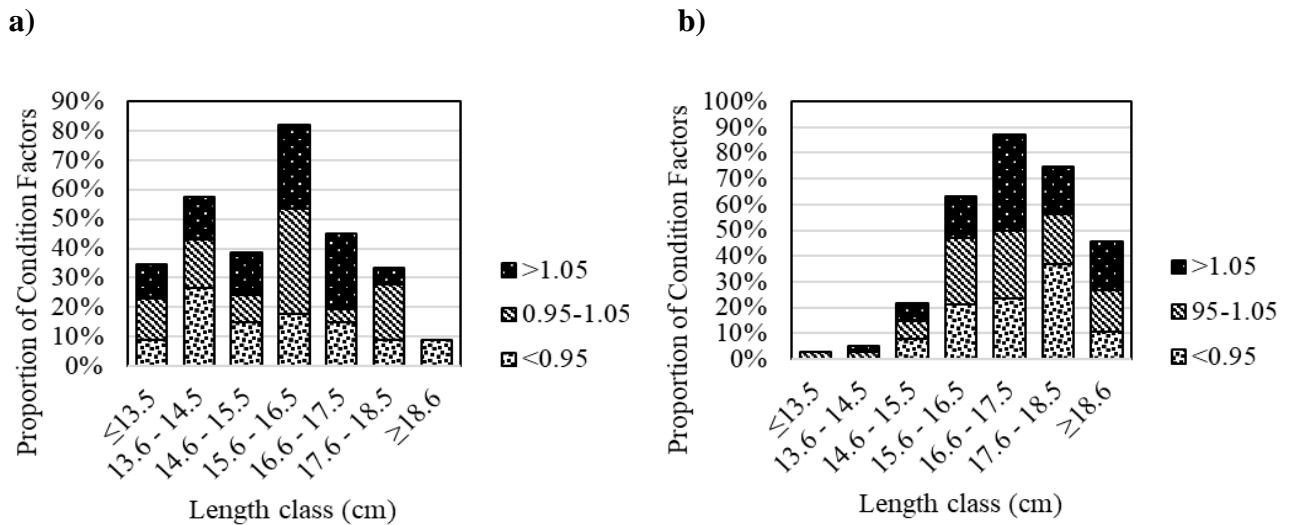 a)
Proportion of Condition Factors
90%
80%
70%
60%
50%
40%
30%
20%
10%
0%
≤13.5
13.6 - 14.5
14.6 - 15.5
15.6 - 16.5
16.6 - 17.5
17.6 - 18.5
≥18.6
Length class (cm)
>1.05
0.95-1.05
<0.95
b)
Proportion of Condition Factors
100%
90%
80%
70%
60%
50%
40%
30%
20%
10%
0%
≤13.5
13.6 - 14.5
14.6 - 15.5
15.6 - 16.5
16.6 - 17.5
17.6 - 18.5
≥18.6
Length class (cm)
>1.05
95-1.05
<0.95